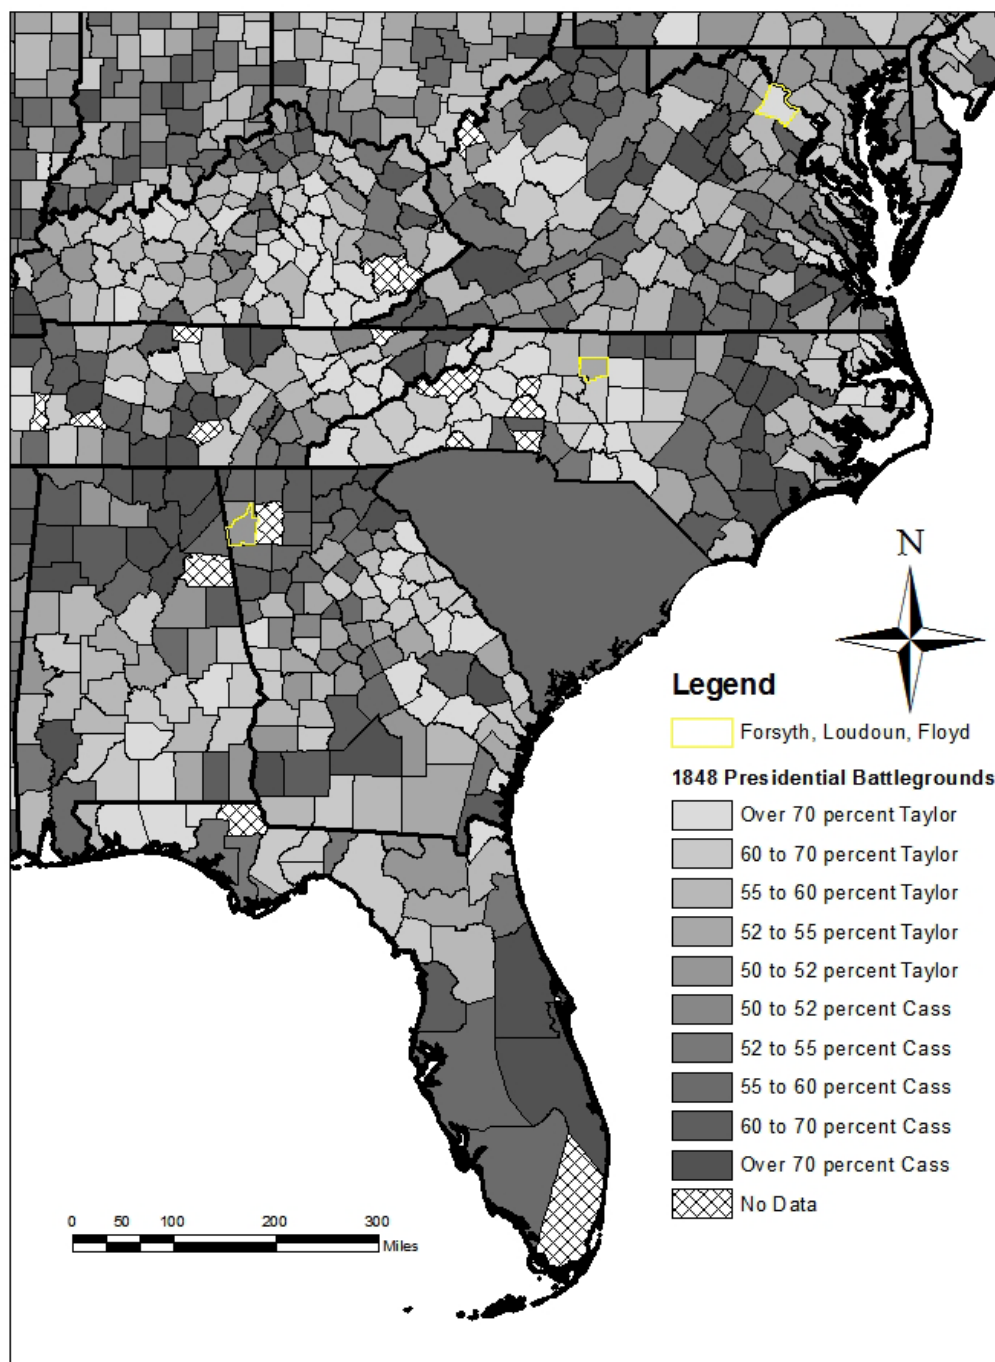 N
Legend
Forsyth, Loudoun, Floyd
1848 Presidential Battlegrounds
Over 70 percent Taylor
60 to 70 percent Taylor
55 to 60 percent Taylor
52 to 55 percent Taylor
50 to 52 percent Taylor
50 to 52 percent Cass
52 to 55 percent Cass
55 to 60 percent Cass
60 to 70 percent Cass
Over 70 percent Cass
No Data
0 50 100 200 300
Miles